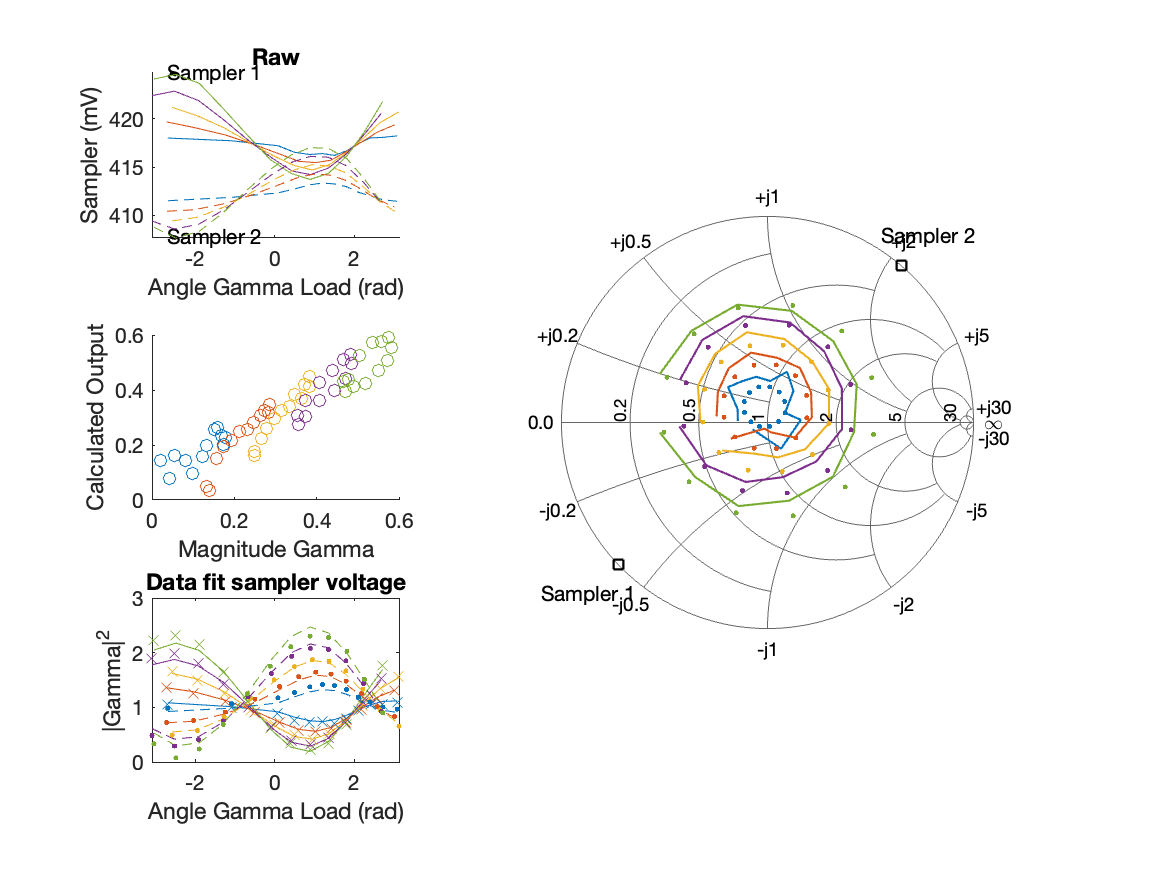 Raw
Sampler 1
Sampler (mV)
420
415
410
Sampler 2
-2 0 2
Angle Gamma Load (rad)
Calculated Output
0.6
0.4
0.2
0
0 0.2 0.4 0.6
Magnitude Gamma
Data fit sampler voltage
|Gamma|2
3
2
1
0
-2 0 2
Angle Gamma Load (rad)
+j1
Sampler 2
+j2
+j0.5
+j0.2
+j5
0.0
0.2
0.5
1
2
5
30
+j30
∞
-j30
-j0.2
-j5
Sampler 1
-j0.5
-j2
-j1